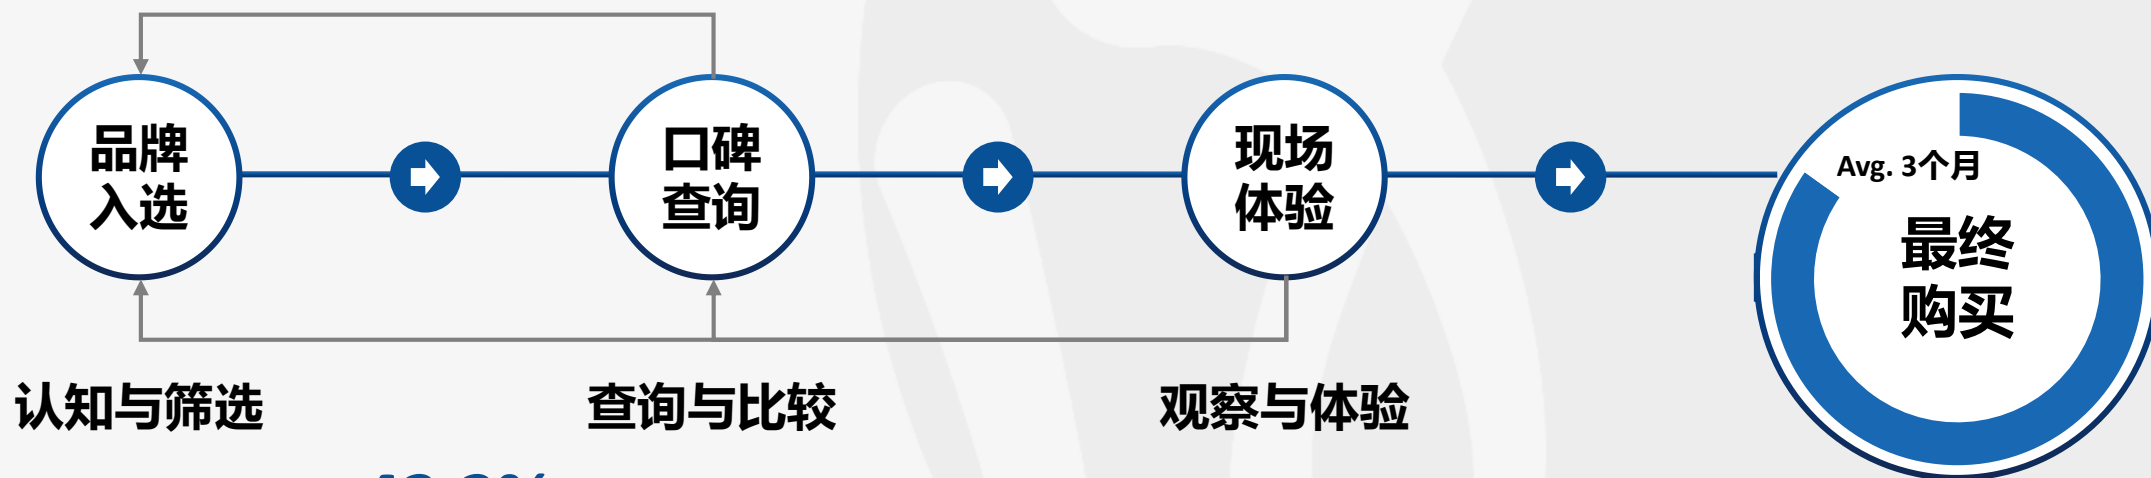 品牌
入选
口碑
查询
现场
体验
Avg. 3个月
最终
购买
认知与筛选
查询与比较
观察与体验